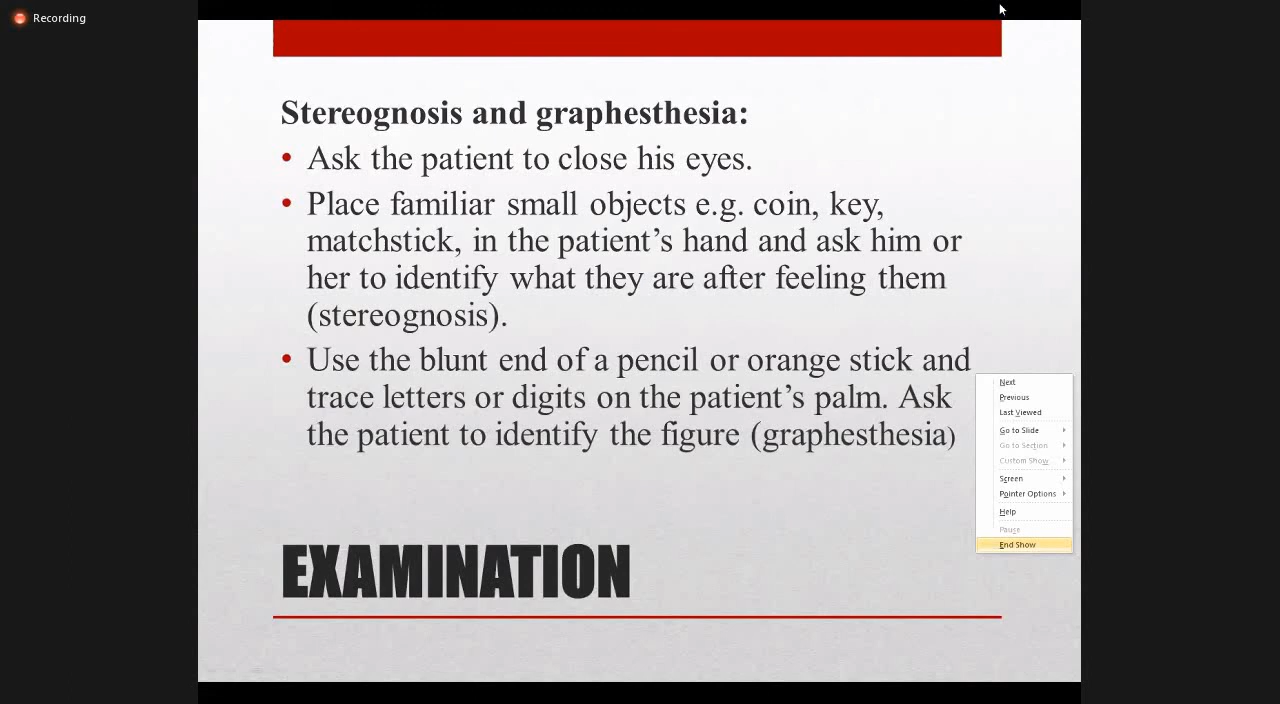 Recording
Stereognosis and graphesthesia:
• Ask the patient to close his eyes.
• Place familiar small objects e.g. coin, key,
matchstick, in the patient’s hand and ask him or
her to identify what they are after feeling them
(stereognosis).
• Use the blunt end of a pencil or orange stick and
trace letters or digits on the patient’s palm. Ask
the patient to identify the figure (graphesthesia)
Next
Previous
Last Viewed
Go to Slide
Go to Section
Custom Show
Screen
Pointer Options
Help
Pause
End Show
EXAMINATION